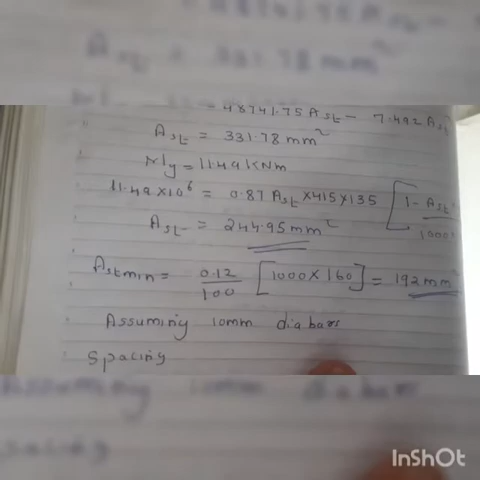 = 48741.75 Ast - 7.492 Ast²
Ast = 331.78 mm²
My = 11.49 KNm
11.49 × 10⁶ = 0.87 Ast × 415 × 135 [1 - Ast
1000
Ast = 244.95 mm²
Astmin = 0.12/100 [1000 × 160] = 192 mm²
Assuming 10mm dia bars
Spacing
InShOt